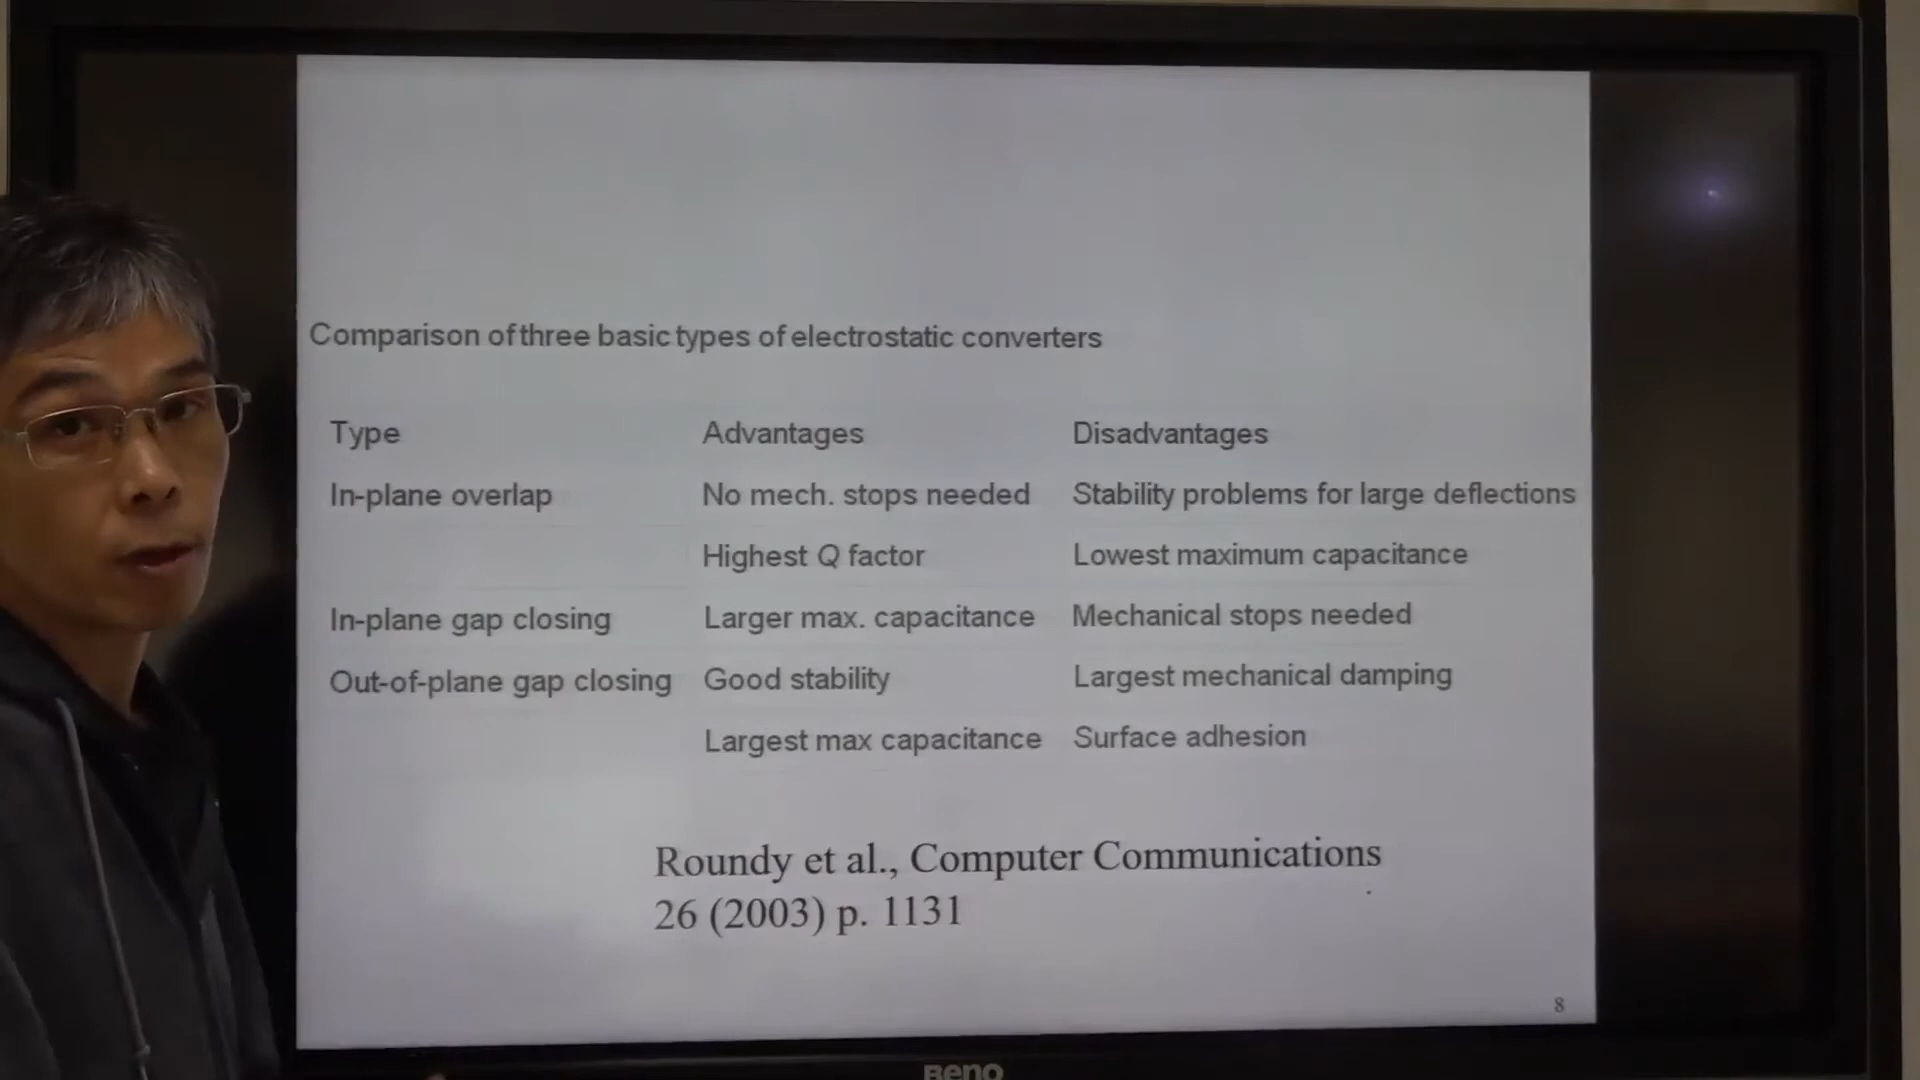 Comparison of three basic types of electrostatic converters
Type Advantages Disadvantages
In-plane overlap No mech. stops needed Stability problems for large deflections
Highest Q factor Lowest maximum capacitance
In-plane gap closing Larger max. capacitance Mechanical stops needed
Out-of-plane gap closing Good stability Largest mechanical damping
Largest max capacitance Surface adhesion
Roundy et al., Computer Communications
26 (2003) p. 1131
8
BenQ